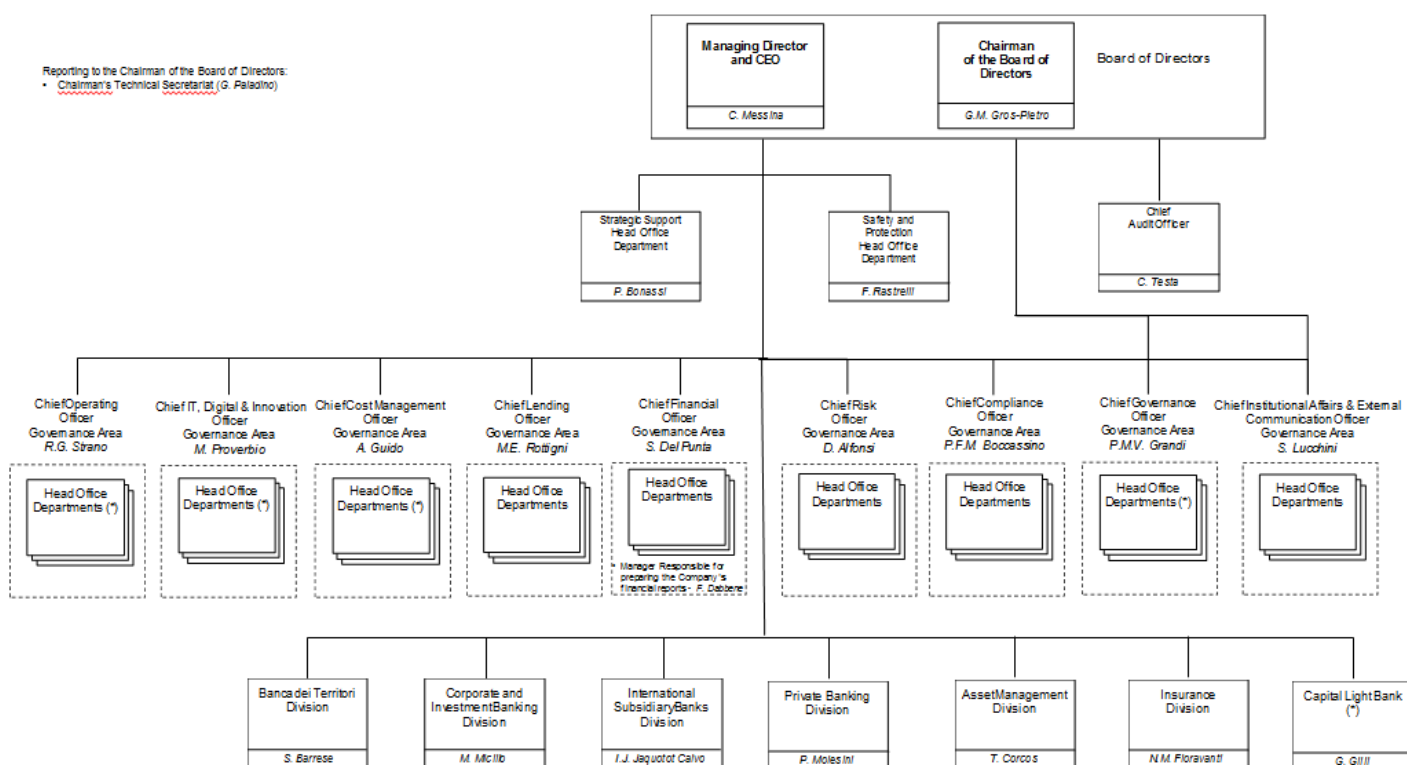 Managing Director
and CEO
C. Messina
Chairman
of the Board of
Directors
G.M. Gros-Pietro
Board of Directors
Reporting to the Chairman of the Board of Directors:
• Chairman's Technical Secretariat (G. Paladino)
Strategic Support
Head Office
Department
P. Bonassi
Safety and
Protection
Head Office
Department
F. Rastrelli
Chief
Audit Officer
C. Testa
Chief Operating
Officer
Governance Area
R.G. Strano
Chief IT, Digital & Innovation
Officer
Governance Area
M. Proverbio
Chief Cost Management
Officer
Governance Area
A. Guido
Chief Lending
Officer
Governance Area
M.E. Rottigni
Chief Financial
Officer
Governance Area
S. Del Punta
Chief Risk
Officer
Governance Area
D. Alfonsi
Chief Compliance
Officer
Governance Area
P.F.M. Boccassino
Chief Governance
Officer
Governance Area
P.M.V. Grandi
Chief Institutional Affairs & External
Communication Officer
Governance Area
S. Lucchini
Head Office
Departments (*)
Head Office
Departments (*)
Head Office
Departments (*)
Head Office
Departments
Head Office
Departments
• Manager Responsible for
preparing the Company's
financial reports - F. Dabbene
Head Office
Departments
Head Office
Departments
Head Office
Departments (*)
Head Office
Departments
Banca dei Territori
Division
S. Barrese
Corporate and
Investment Banking
Division
M. Micillo
International
Subsidiary Banks
Division
I.J. Jaquotot Calvo
Private Banking
Division
P. Molesini
Asset Management
Division
T. Corcos
Insurance
Division
N.M. Fioravanti
Capital Light Bank
(*)
G. Gilli